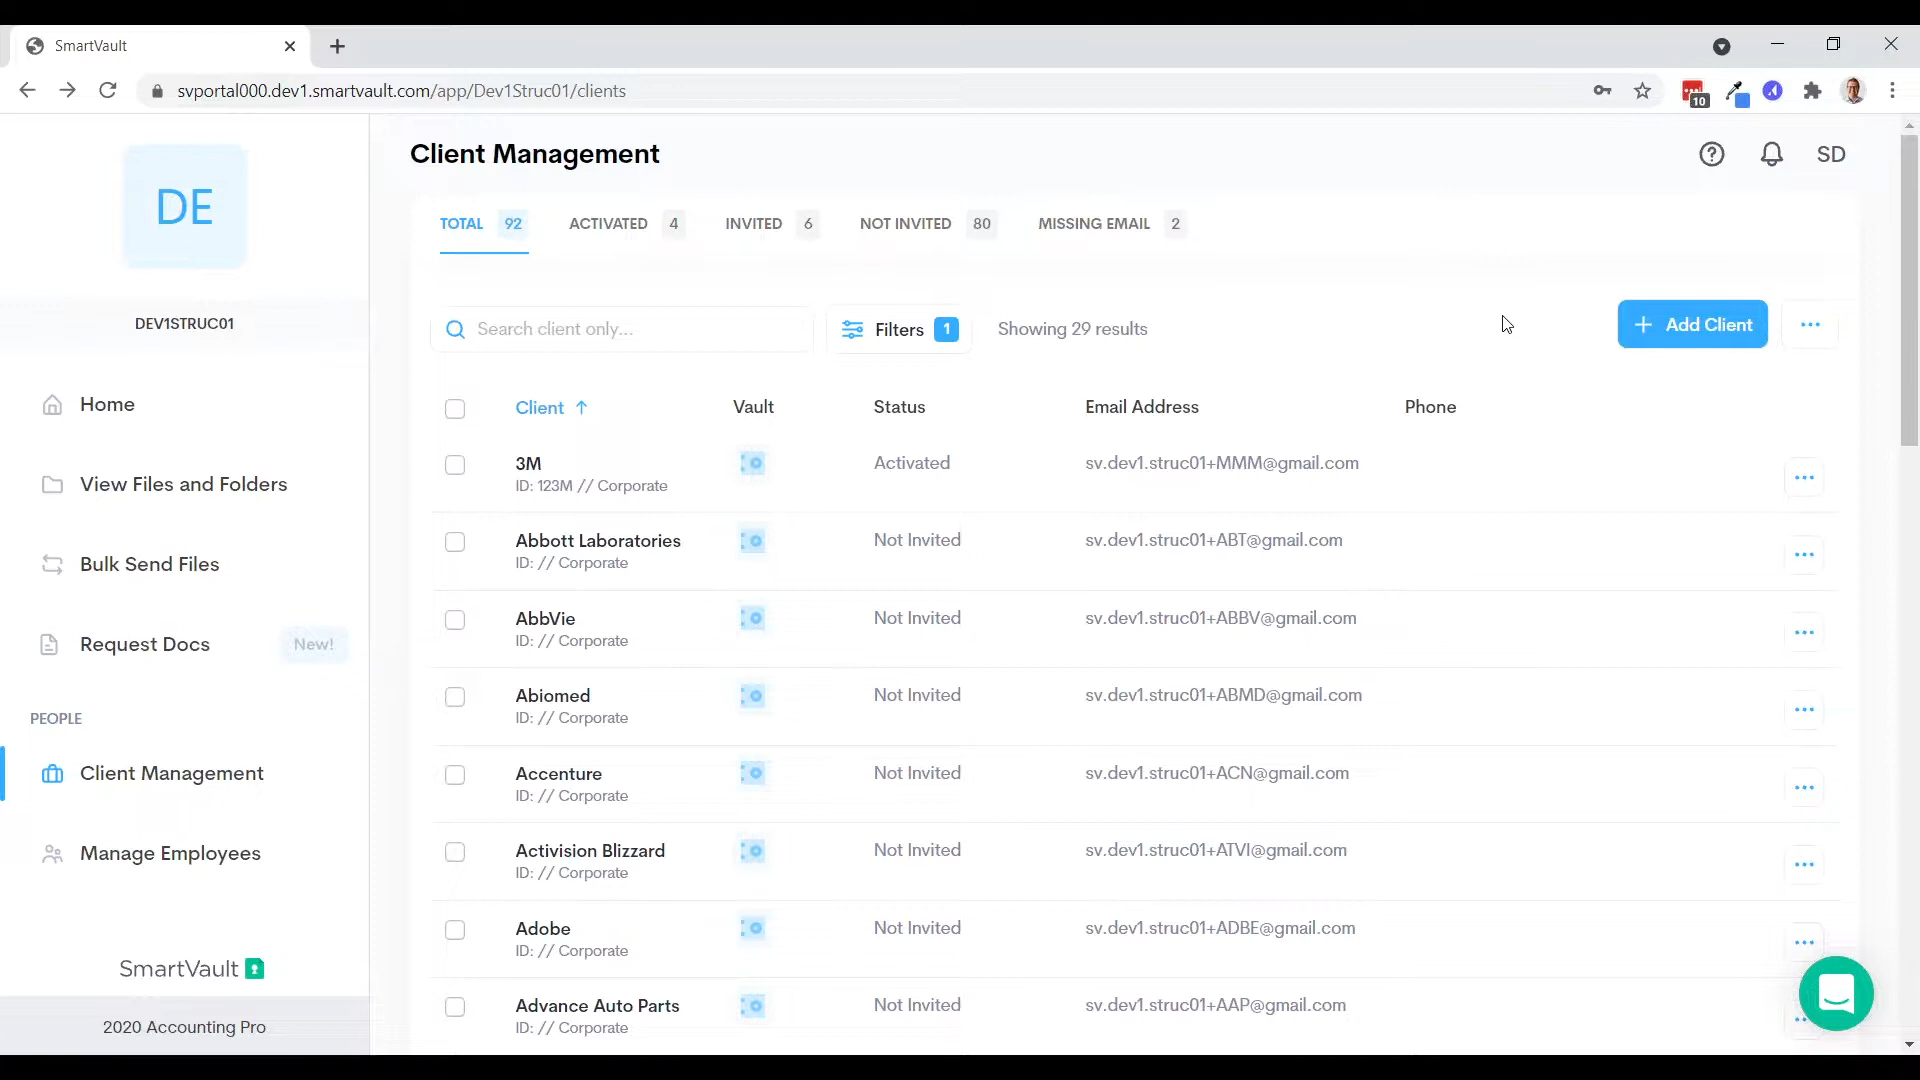 SmartVault
svportal000.dev1.smartvault.com/app/Dev1Struc01/clients
10
DE
DEV1STRUC01
Home
View Files and Folders
Bulk Send Files
Request Docs New!
PEOPLE
Client Management
Manage Employees
SmartVault
2020 Accounting Pro
Client Management
SD
TOTAL 92 ACTIVATED 4 INVITED 6 NOT INVITED 80 MISSING EMAIL 2
Search client only... Filters 1 Showing 29 results + Add Client
Client ↑ Vault Status Email Address Phone
3M Activated sv.dev1.struc01+MMM@gmail.com
ID: 123M // Corporate
Abbott Laboratories Not Invited sv.dev1.struc01+ABT@gmail.com
ID: // Corporate
AbbVie Not Invited sv.dev1.struc01+ABBV@gmail.com
ID: // Corporate
Abiomed Not Invited sv.dev1.struc01+ABMD@gmail.com
ID: // Corporate
Accenture Not Invited sv.dev1.struc01+ACN@gmail.com
ID: // Corporate
Activision Blizzard Not Invited sv.dev1.struc01+ATVI@gmail.com
ID: // Corporate
Adobe Not Invited sv.dev1.struc01+ADBE@gmail.com
ID: // Corporate
Advance Auto Parts Not Invited sv.dev1.struc01+AAP@gmail.com
ID: // Corporate